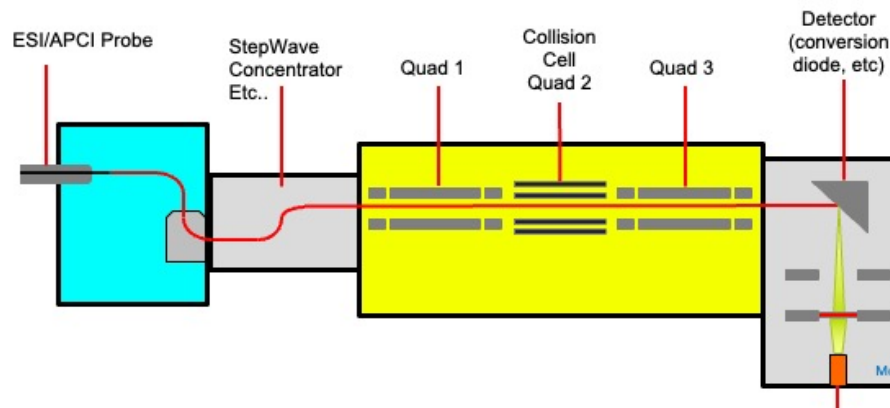 ESI/APCI Probe
StepWave
Concentrator
Etc..
Quad 1
Collision
Cell
Quad 2
Quad 3
Detector
(conversion
diode, etc)